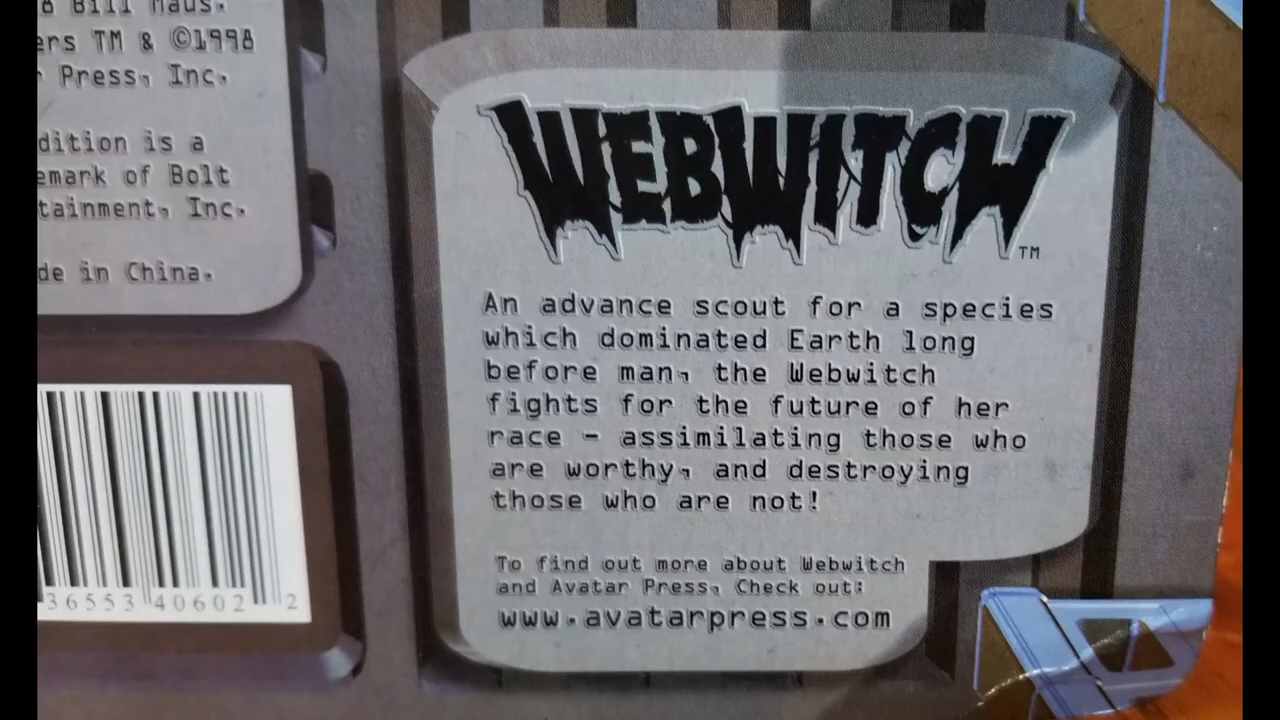 8 Bill Maus.
ers TM & ©1998
r Press, Inc.
dition is a
emark of Bolt
tainment, Inc.
de in China.
36553 40602 2
WEBWITCH TM
An advance scout for a species
which dominated Earth long
before man, the Webwitch
fights for the future of her
race - assimilating those who
are worthy, and destroying
those who are not!
To find out more about Webwitch
and Avatar Press, Check out:
www.avatarpress.com